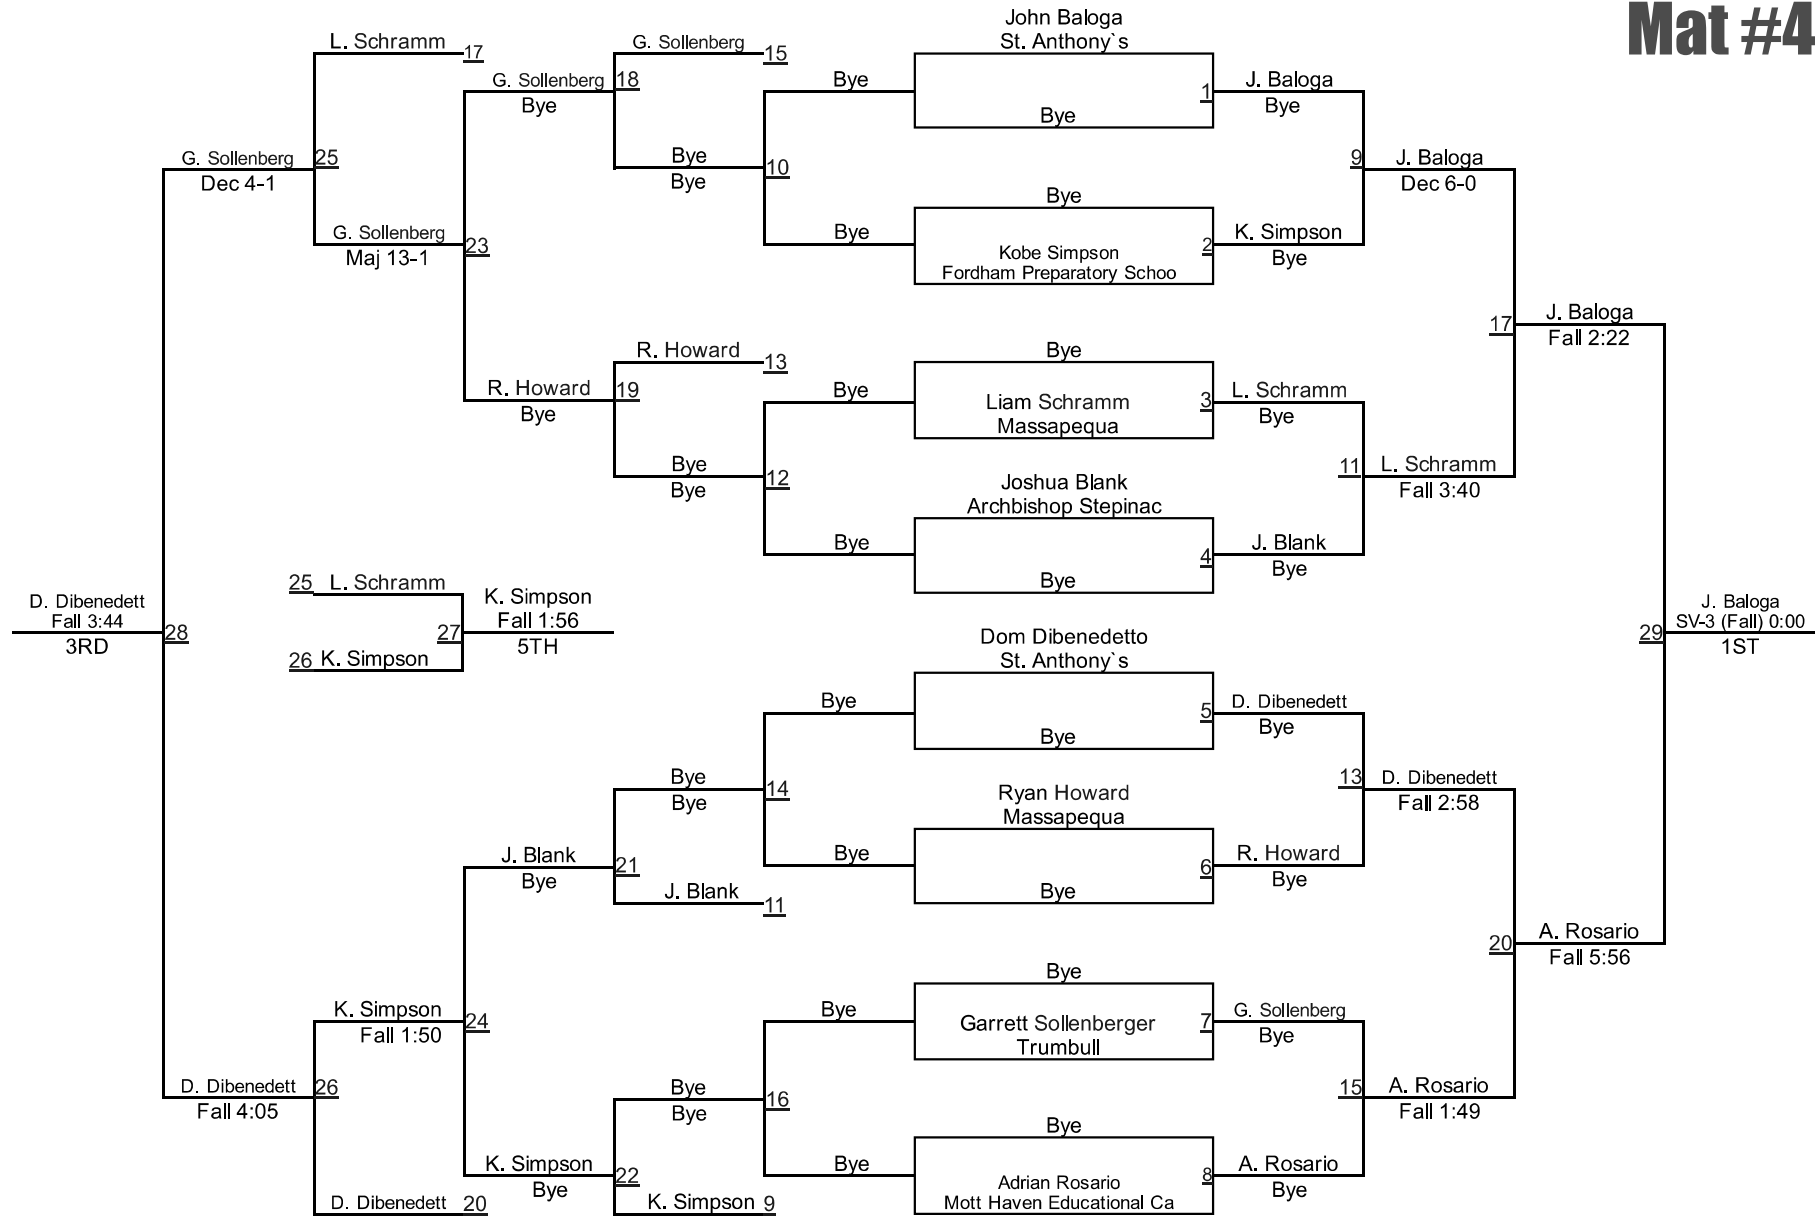 Mat #4
John Baloga
St. Anthony`s
Bye
1
Bye
Kobe Simpson
Fordham Preparatory Schoo
2
Bye
Liam Schramm
Massapequa
3
Joshua Blank
Archbishop Stepinac
Bye
4
Dom Dibenedetto
St. Anthony`s
Bye
5
Ryan Howard
Massapequa
Bye
6
Bye
Garrett Sollenberger
Trumbull
7
Bye
Adrian Rosario
Mott Haven Educational Ca
8
J. Baloga
Bye
K. Simpson
Bye
L. Schramm
Bye
J. Blank
Bye
D. Dibenedett
Bye
R. Howard
Bye
G. Sollenberg
Bye
A. Rosario
Bye
9
J. Baloga
Dec 6-0
11
L. Schramm
Fall 3:40
13
D. Dibenedett
Fall 2:58
15
A. Rosario
Fall 1:49
17
J. Baloga
Fall 2:22
20
A. Rosario
Fall 5:56
29
J. Baloga
SV-3 (Fall) 0:00
1ST
Bye
Bye
Bye
Bye
Bye
Bye
Bye
Bye
10
12
14
16
G. Sollenberg
15
Bye
Bye
R. Howard
13
Bye
Bye
Bye
Bye
J. Blank
11
Bye
Bye
K. Simpson
9
18
G. Sollenberg
Bye
19
R. Howard
Bye
21
J. Blank
Bye
22
K. Simpson
Bye
L. Schramm
17
23
G. Sollenberg
Maj 13-1
24
K. Simpson
Fall 1:50
D. Dibenedett
20
25
G. Sollenberg
Dec 4-1
26
D. Dibenedett
Fall 4:05
25
L. Schramm
26
K. Simpson
27
K. Simpson
Fall 1:56
5TH
28
D. Dibenedett
Fall 3:44
3RD